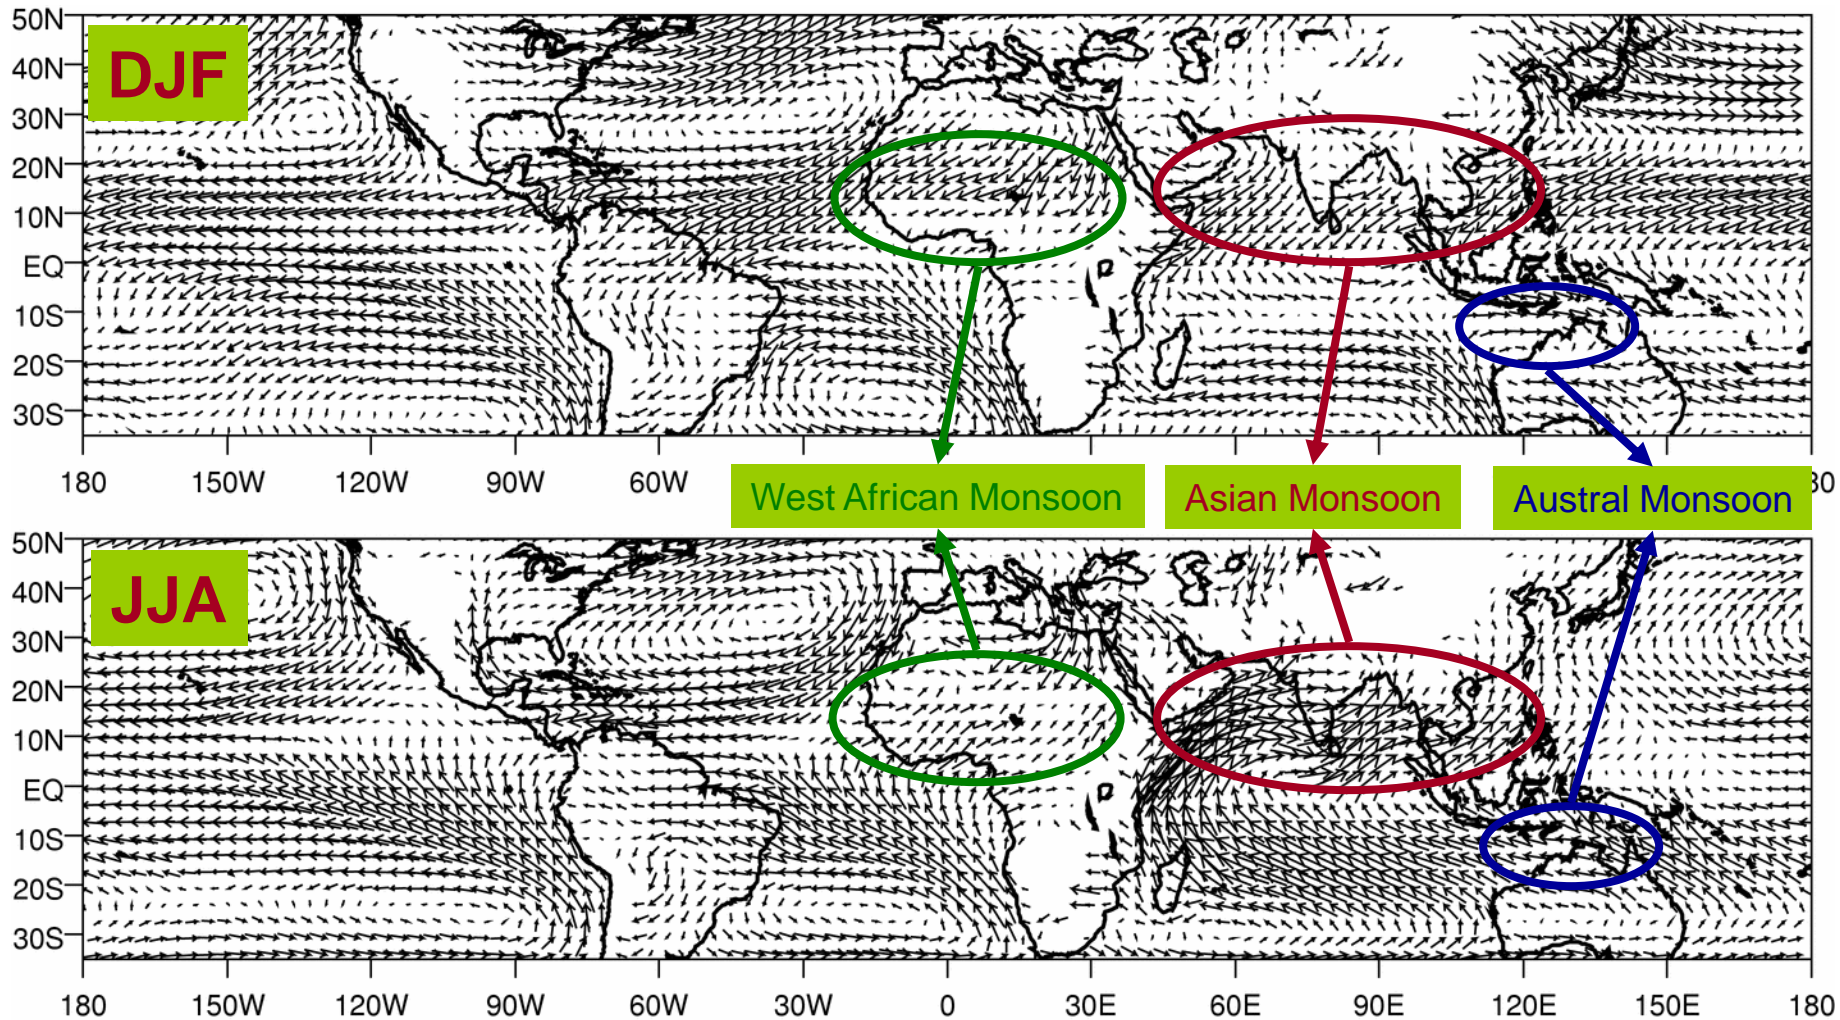 50N
DJF
40N
30N
20N
10N
EQ
10S
20S
30S
180 150W 120W 90W 60W 80
West African Monsoon Asian Monsoon Austral Monsoon
50N
JJA
40N
30N
20N
10N
EQ
10S
20S
30S
180 150W 120W 90W 60W 30W 0 30E 60E 90E 120E 150E 180